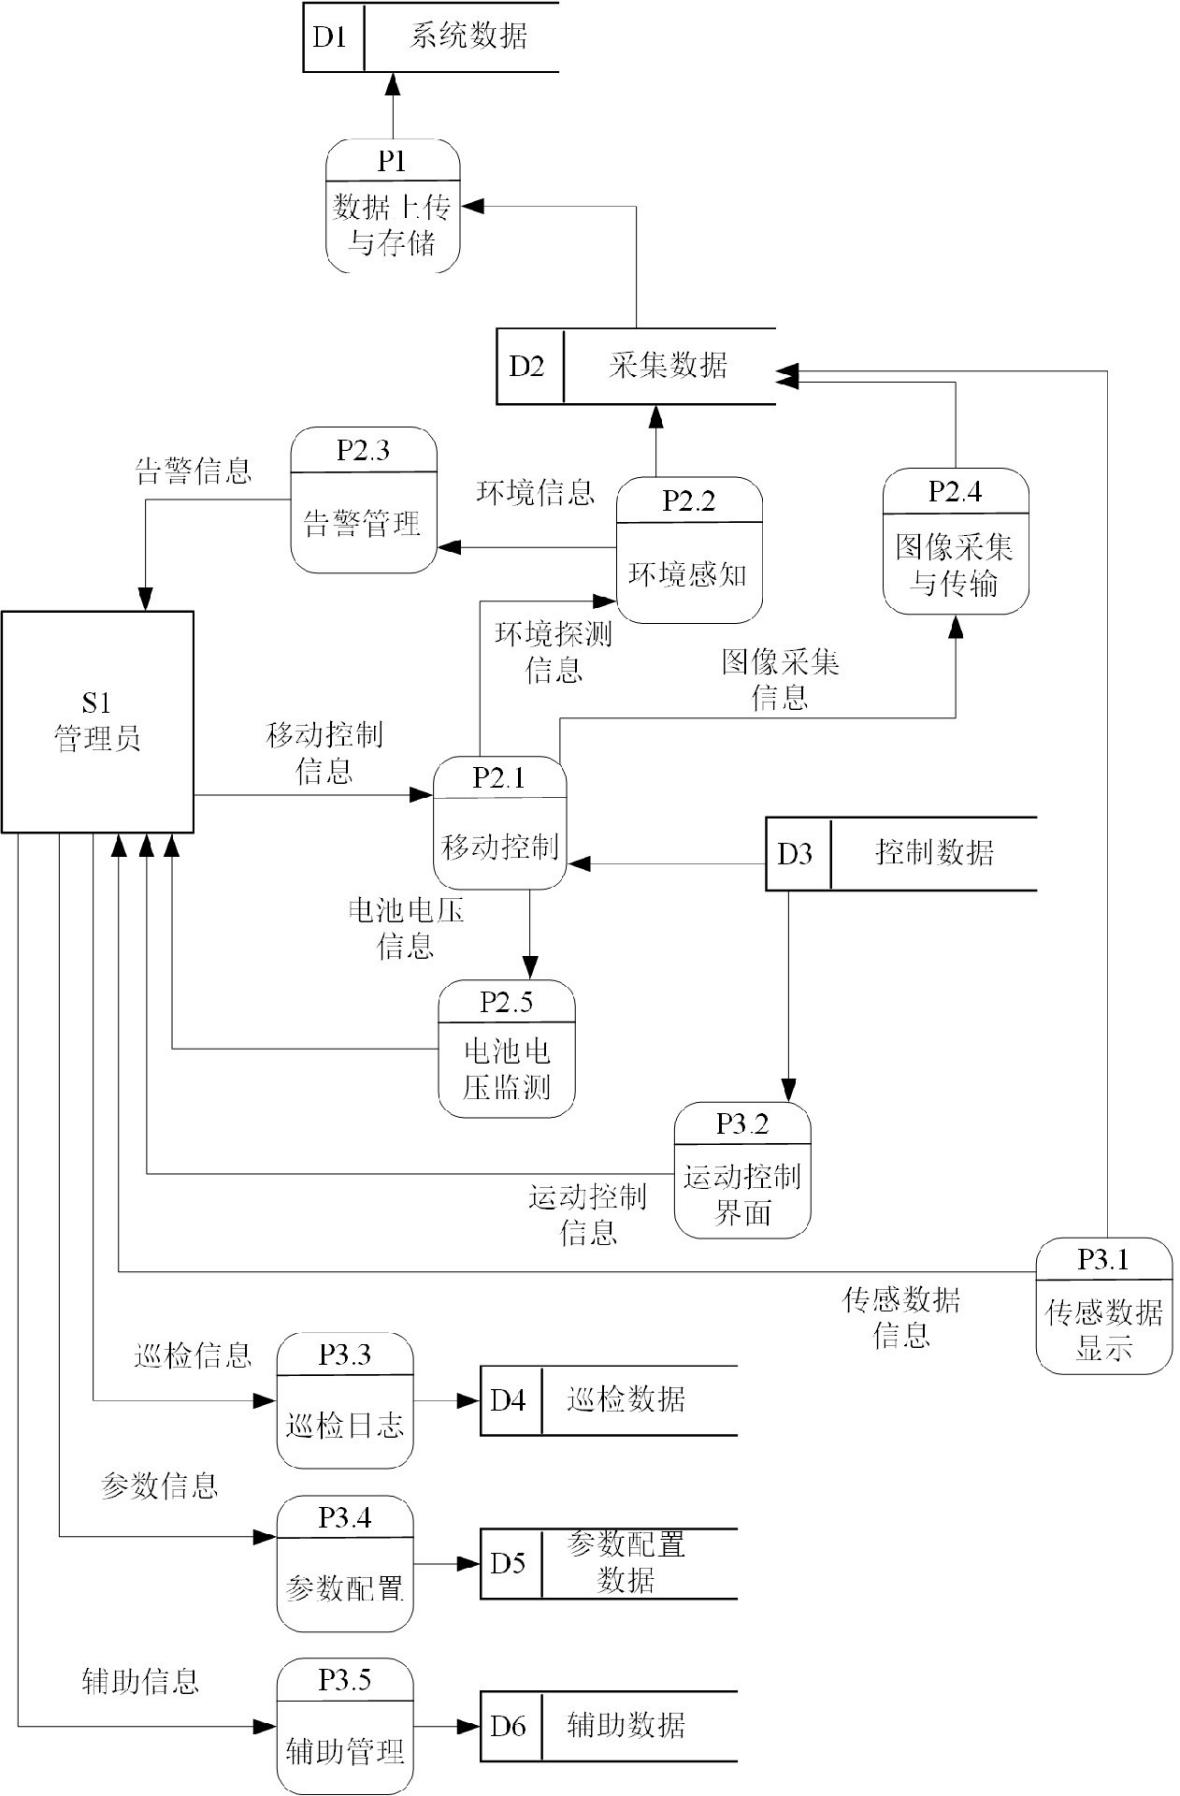 D1
系统数据
P1
数据上传
与存储
D2
采集数据
P2.3
告警管理
告警信息
环境信息
P2.2
环境感知
P2.4
图像采集
与传输
环境探测
信息
图像采集
信息
S1
管理员
移动控制
信息
P2.1
移动控制
D3
控制数据
电池电压
信息
P2.5
电池电
压监测
P3.2
运动控制
界面
运动控制
信息
P3.1
传感数据
显示
传感数据
信息
巡检信息
P3.3
巡检日志
D4
巡检数据
参数信息
P3.4
参数配置
D5
参数配置
数据
辅助信息
P3.5
辅助管理
D6
辅助数据